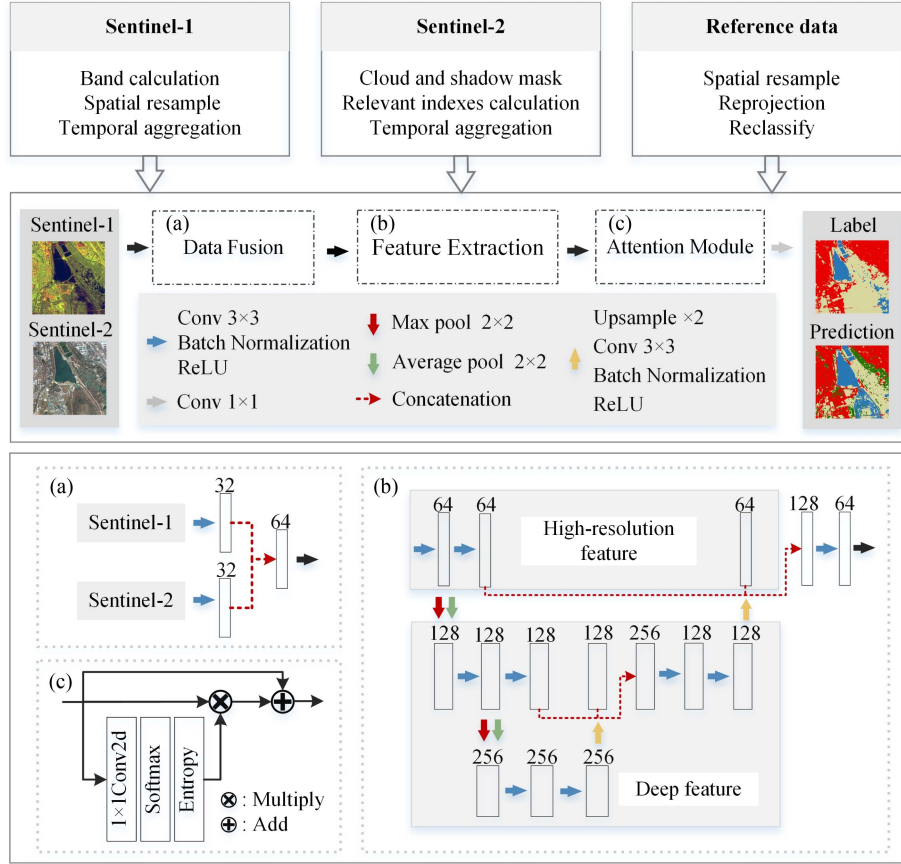 Sentinel-1
Band calculation
Spatial resample
Temporal aggregation
Sentinel-2
Cloud and shadow mask
Relevant indexes calculation
Temporal aggregation
Reference data
Spatial resample
Reprojection
Reclassify
Sentinel-1
Sentinel-2
(a)
Data Fusion
(b)
Feature Extraction
(c)
Attention Module
Label
Prediction
Conv 3×3
Batch Normalization
ReLU
Conv 1×1
Max pool 2×2
Average pool 2×2
Concatenation
Upsample ×2
Conv 3×3
Batch Normalization
ReLU
(a)
32
Sentinel-1
64
32
Sentinel-2
(b)
64 64 64 128 64
High-resolution
feature
128 128 128 128 256 128 128
256 256 256
Deep feature
(c)
1×1Conv2d
Softmax
Entropy
: Multiply
: Add